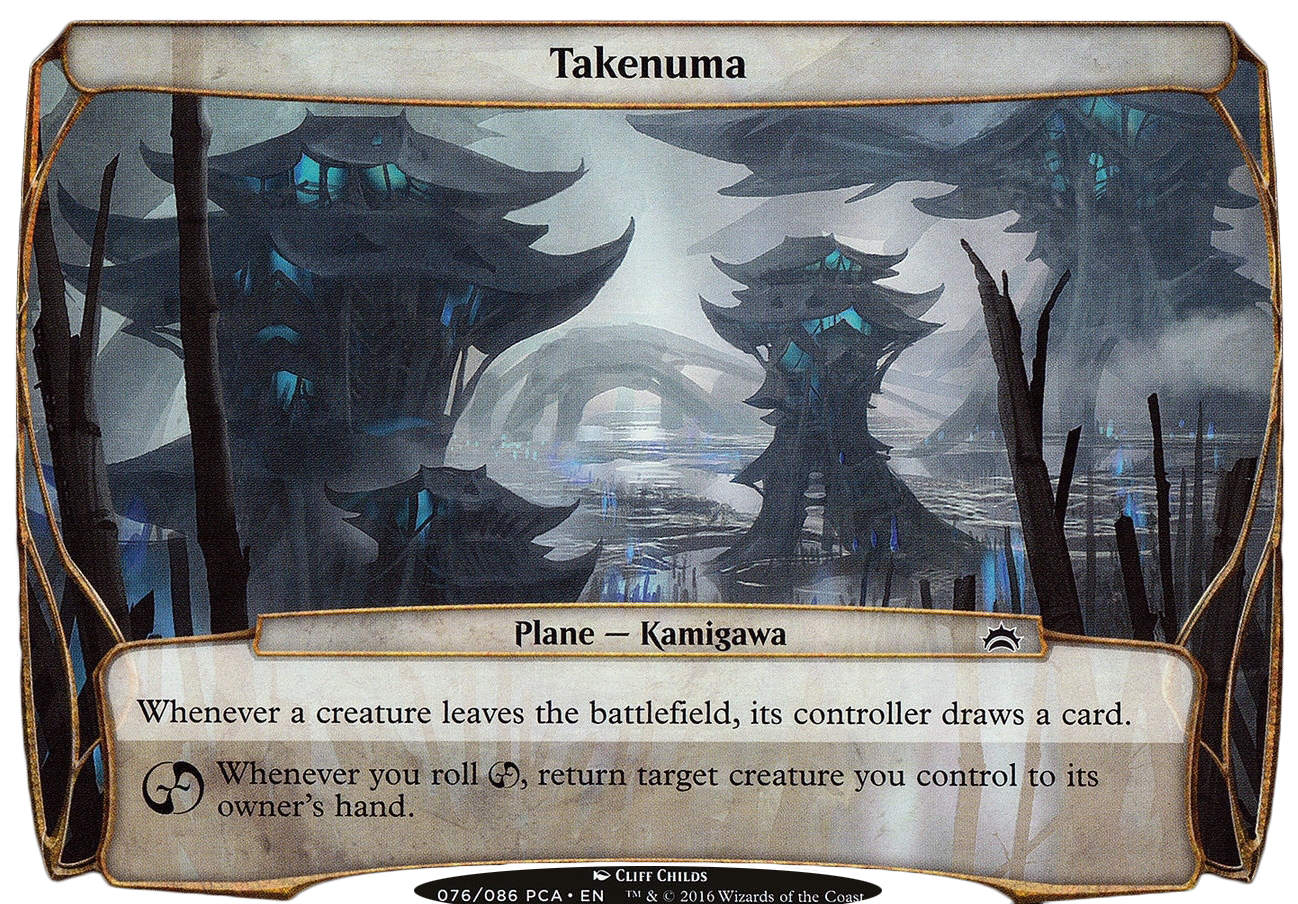 Takenuma
Plane — Kamigawa
Whenever a creature leaves the battlefield, its controller draws a card.
Whenever you roll , return target creature you control to its
owner's hand.
CLIFF CHILDS
076/086 PCA • EN ™ & © 2016 Wizards of the Coast